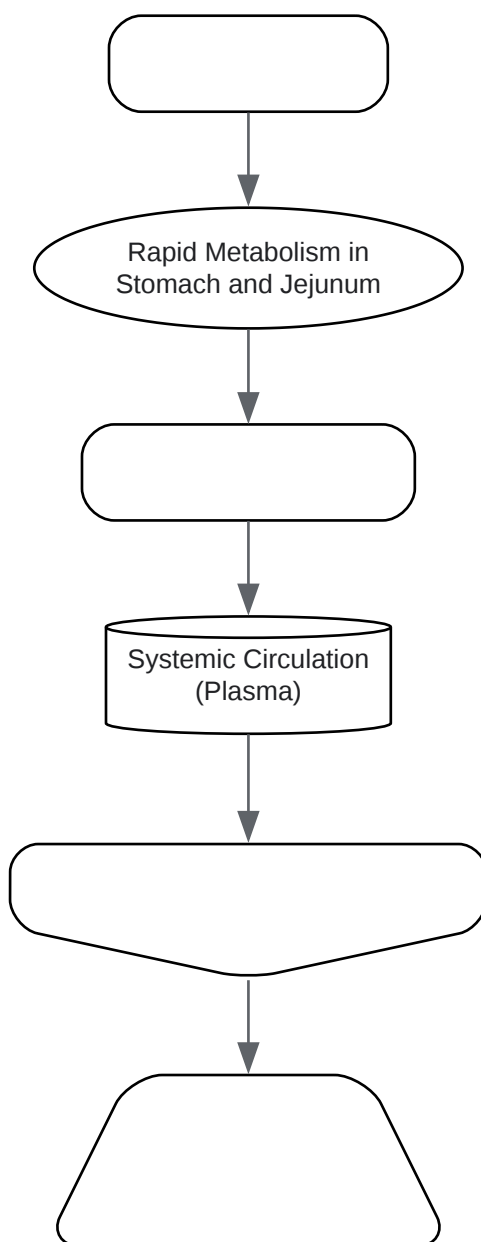 Rapid Metabolism in
Stomach and Jejunum
Systemic Circulation
(Plasma)